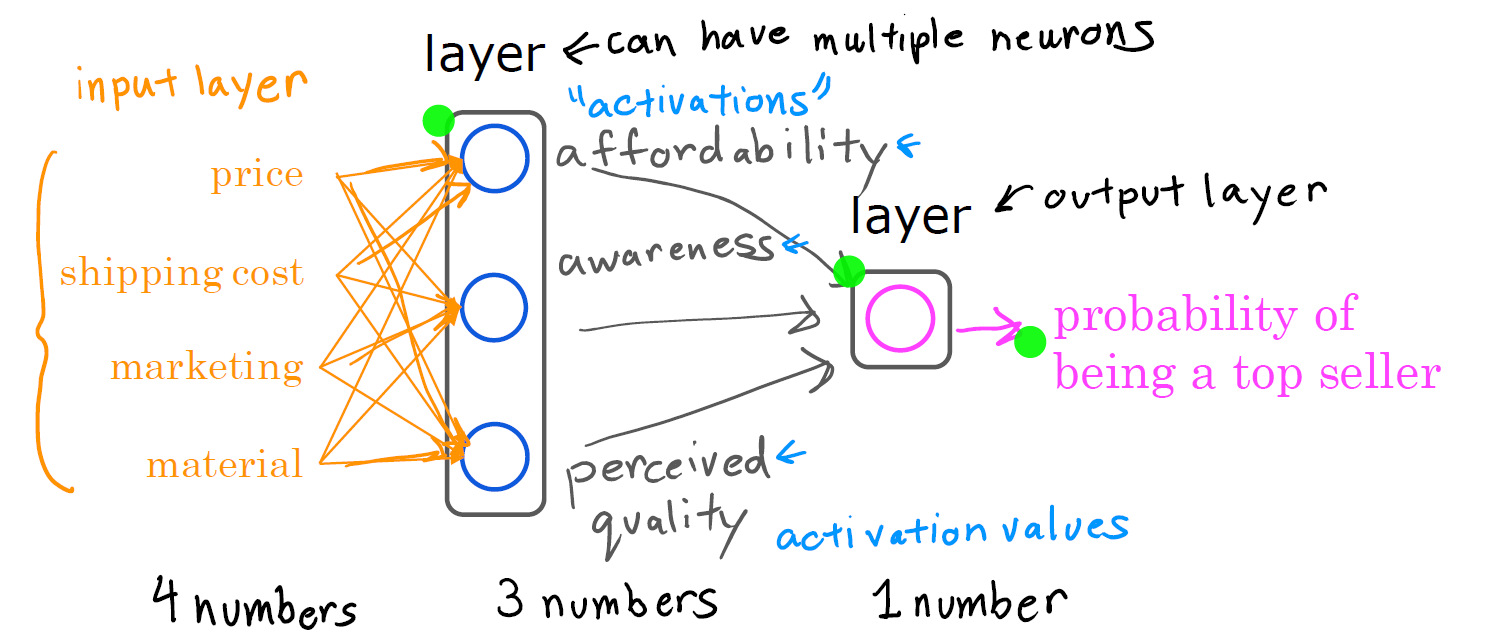 layer ← can have multiple neurons
input layer
"activations"
price
affordability ←
layer ← output layer
shipping cost
awareness ←
marketing
probability of
being a top seller
material
perceived ←
quality
activation values
4 numbers
3 numbers
1 number